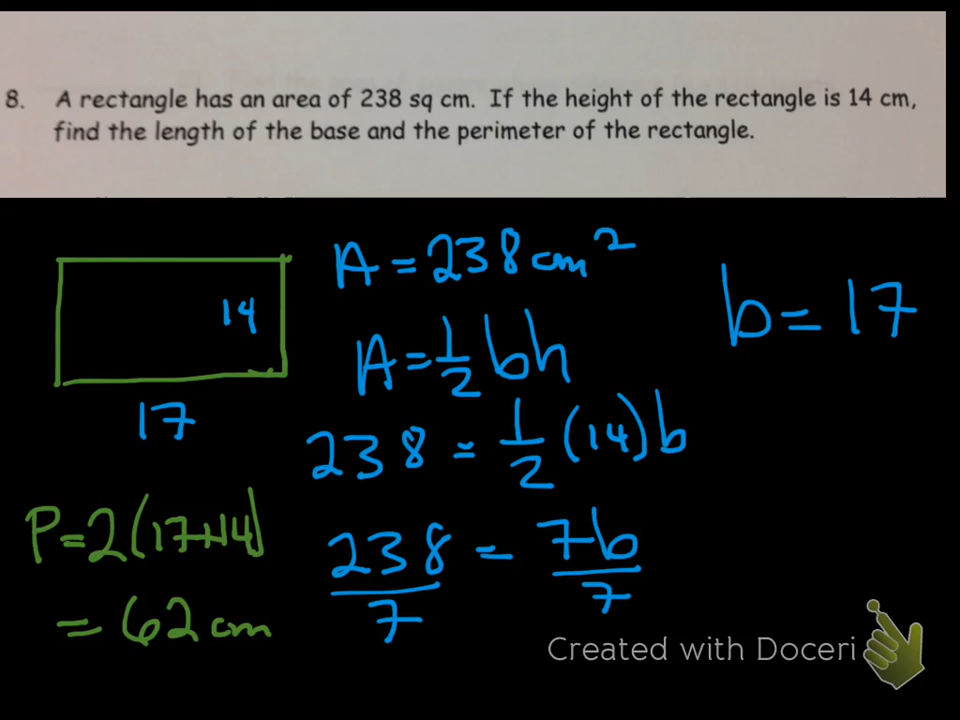 8. A rectangle has an area of 238 sq cm. If the height of the rectangle is 14 cm,
find the length of the base and the perimeter of the rectangle.
14
17
A = 238 cm²
A = 1/2 bh
238 = 1/2 (14) b
238/7 = 7b/7
b = 17
P = 2(17+14)
= 62 cm
Created with Doceri